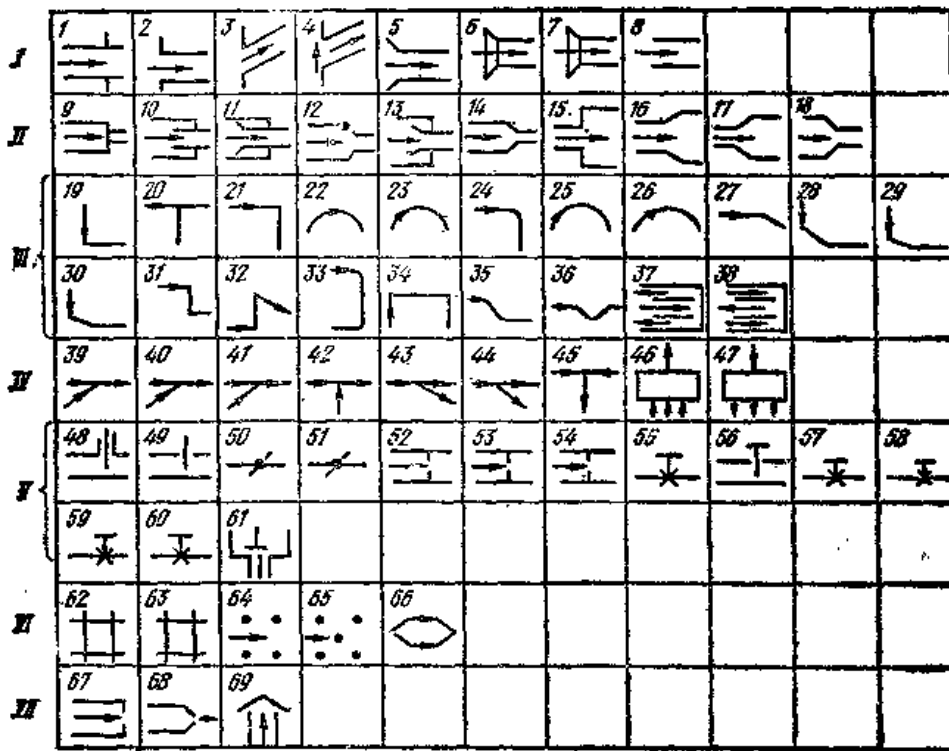 I 1 2 3 4 5 6 7 8
II 9 10 11 12 13 14 15 16 17 18
III 19 20 21 22 23 24 25 26 27 28 29
30 31 32 33 34 35 36 37 38
IV 39 40 41 42 43 44 45 46 47
V 48 49 50 51 52 53 54 55 56 57 58
59 60 61
VI 62 63 64 65 66
VII 67 68 69